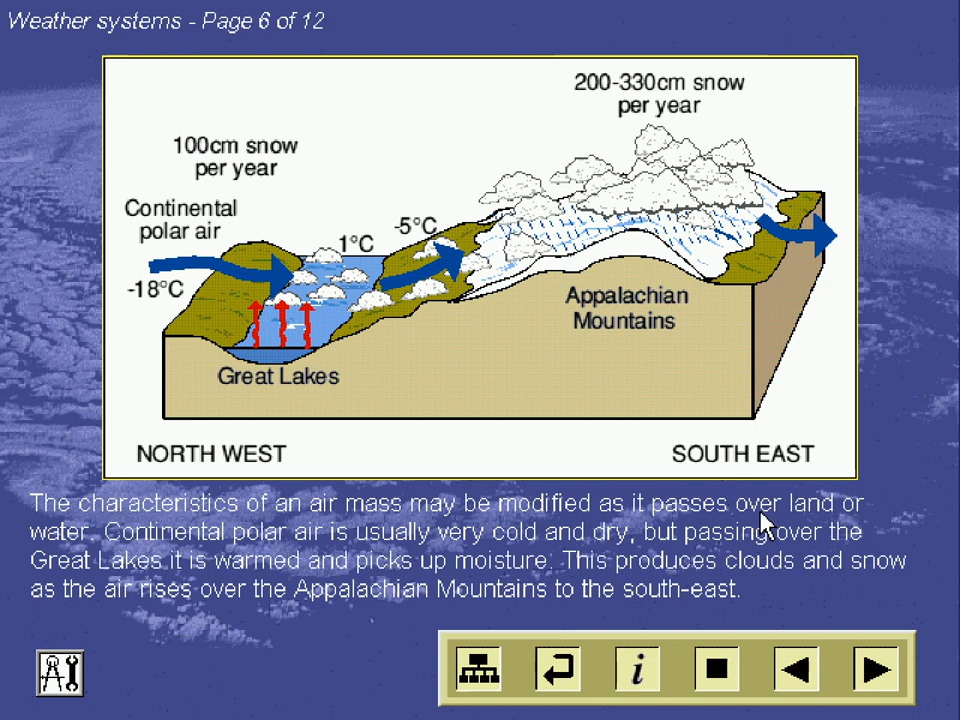 Weather systems - Page 6 of 12
200-330cm snow
per year
100cm snow
per year
Continental
polar air
-18°C
1°C
-5°C
Appalachian
Mountains
Great Lakes
NORTH WEST
SOUTH EAST
The characteristics of an air mass may be modified as it passes over land or
water. Continental polar air is usually very cold and dry, but passing over the
Great Lakes it is warmed and picks up moisture. This produces clouds and snow
as the air rises over the Appalachian Mountains to the south-east.
i